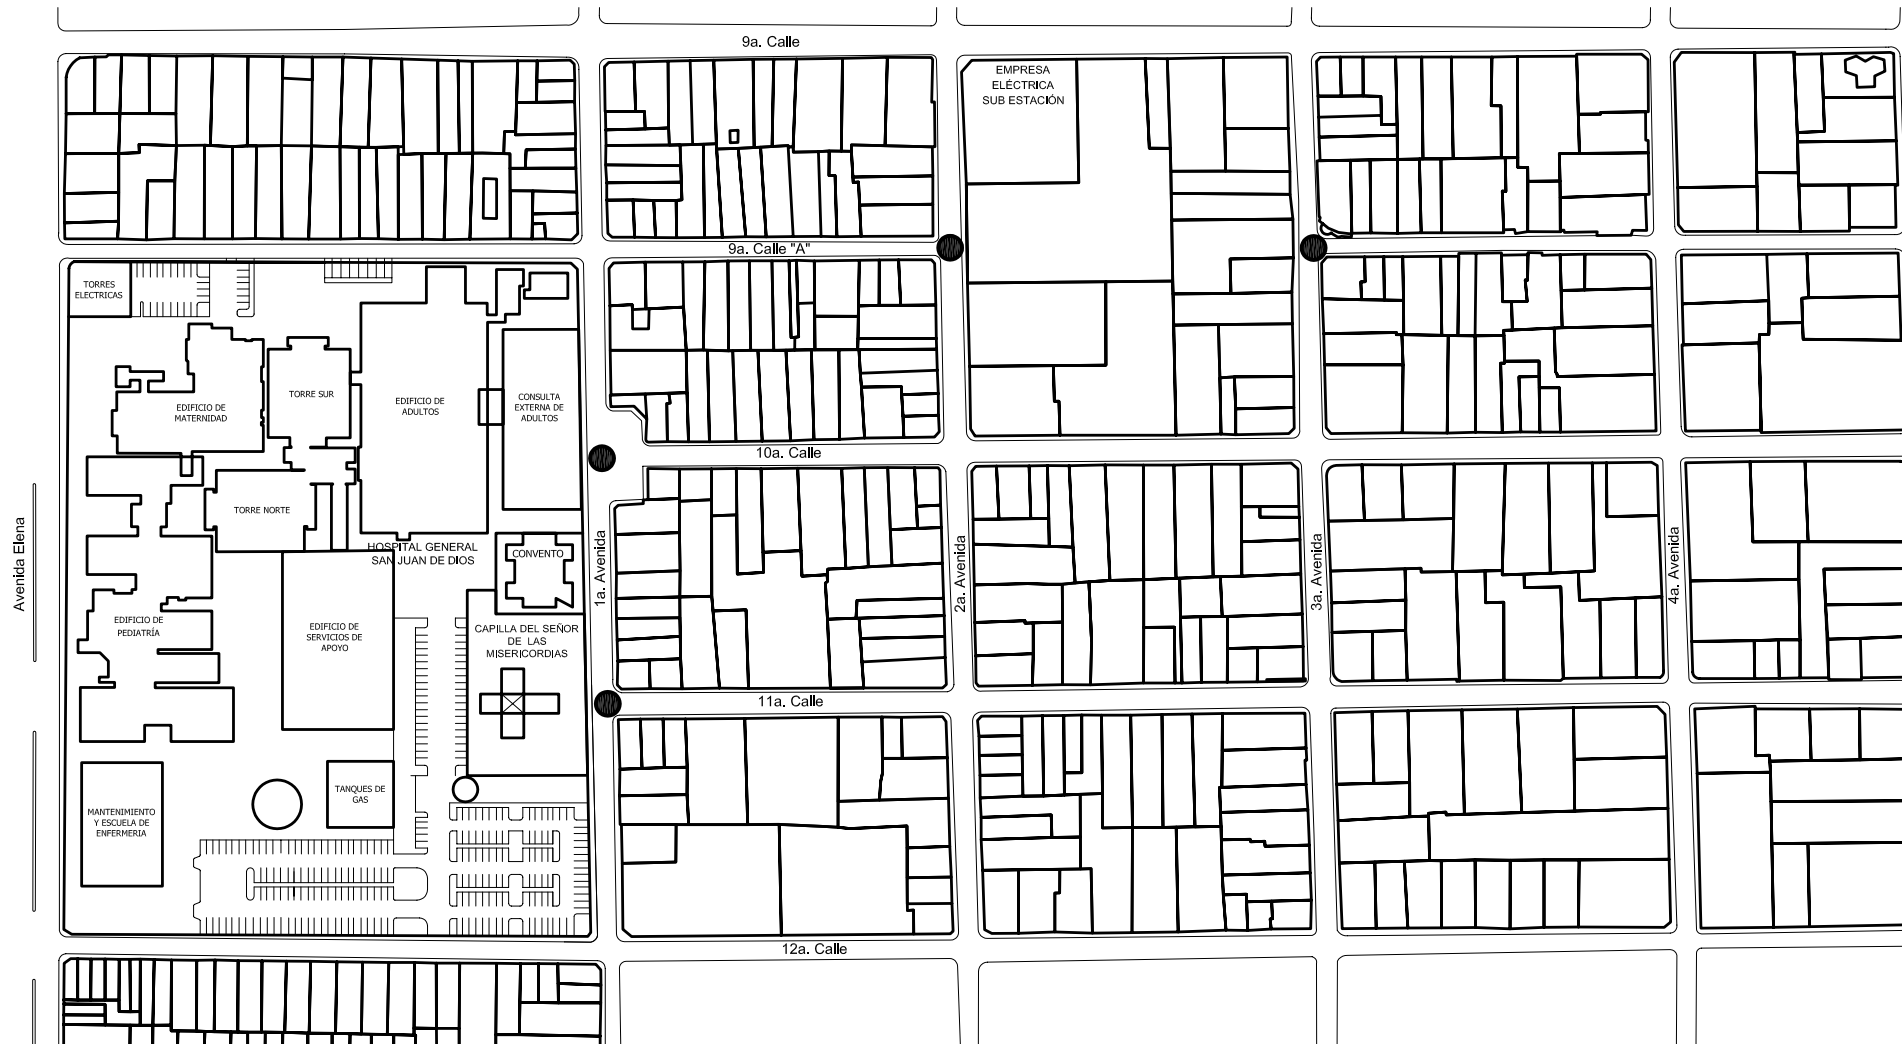 9a. Calle
EMPRESA
ELÉCTRICA
SUB ESTACIÓN
9a. Calle "A"
TORRES
ELECTRICAS
TORRE SUR
EDIFICIO DE
ADULTOS
CONSULTA
EXTERNA DE
ADULTOS
EDIFICIO DE
MATERNIDAD
10a. Calle
TORRE NORTE
Avenida Elena
HOSPITAL GENERAL
SAN JUAN DE DIOS
CONVENTO
1a. Avenida
2a. Avenida
3a. Avenida
4a. Avenida
EDIFICIO DE
PEDIATRÍA
EDIFICIO DE
SERVICIOS DE
APOYO
CAPILLA DEL SEÑOR
DE LAS
MISERICORDIAS
11a. Calle
TANQUES DE
GAS
MANTENIMIENTO
Y ESCUELA DE
ENFERMERIA
12a. Calle